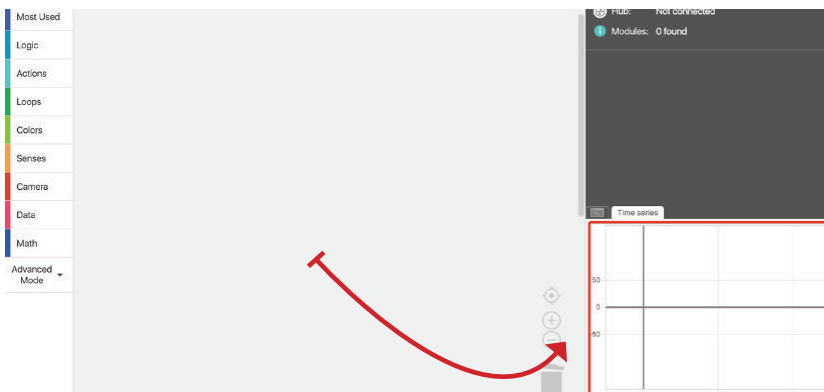 Most Used
Logic
Actions
Loops
Colors
Senses
Camera
Data
Math
Advanced
Mode
Hub: Not connected
Modules: 0 found
Time series
50
0
-50